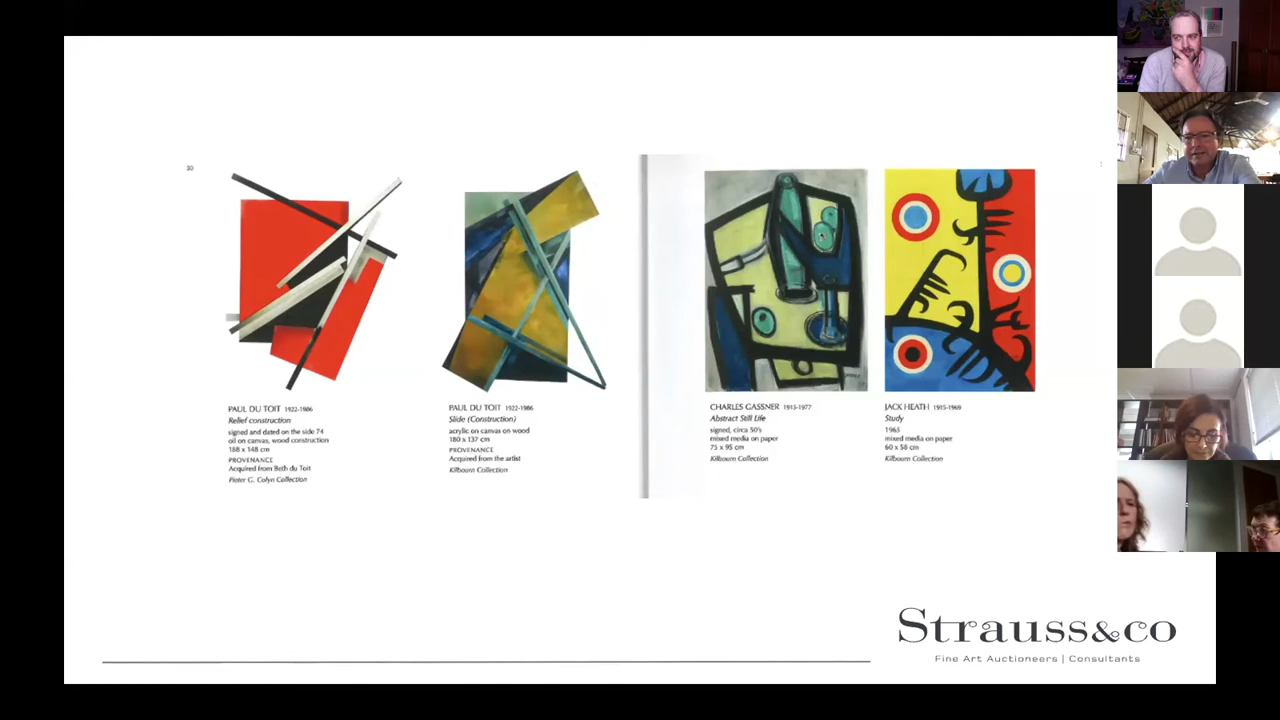 30
PAUL DU TOIT 1922-1986
Relief construction
signed and dated on the side 74
oil on canvas, wood construction
188 x 148 cm
PROVENANCE
Acquired from Beth du Toit
Pieter G. Colyn Collection
PAUL DU TOIT 1922-1986
Slide (Construction)
acrylic on canvas on wood
180 x 137 cm
PROVENANCE
Acquired from the artist
Kilbourn Collection
CHARLES GASSNER 1915-1977
Abstract Still Life
signed, circa 50's
mixed media on paper
75 x 95 cm
Kilbourn Collection
JACK HEATH 1915-1969
Study
1963
mixed media on paper
60 x 58 cm
Kilbourn Collection
Strauss&co
Fine Art Auctioneers | Consultants